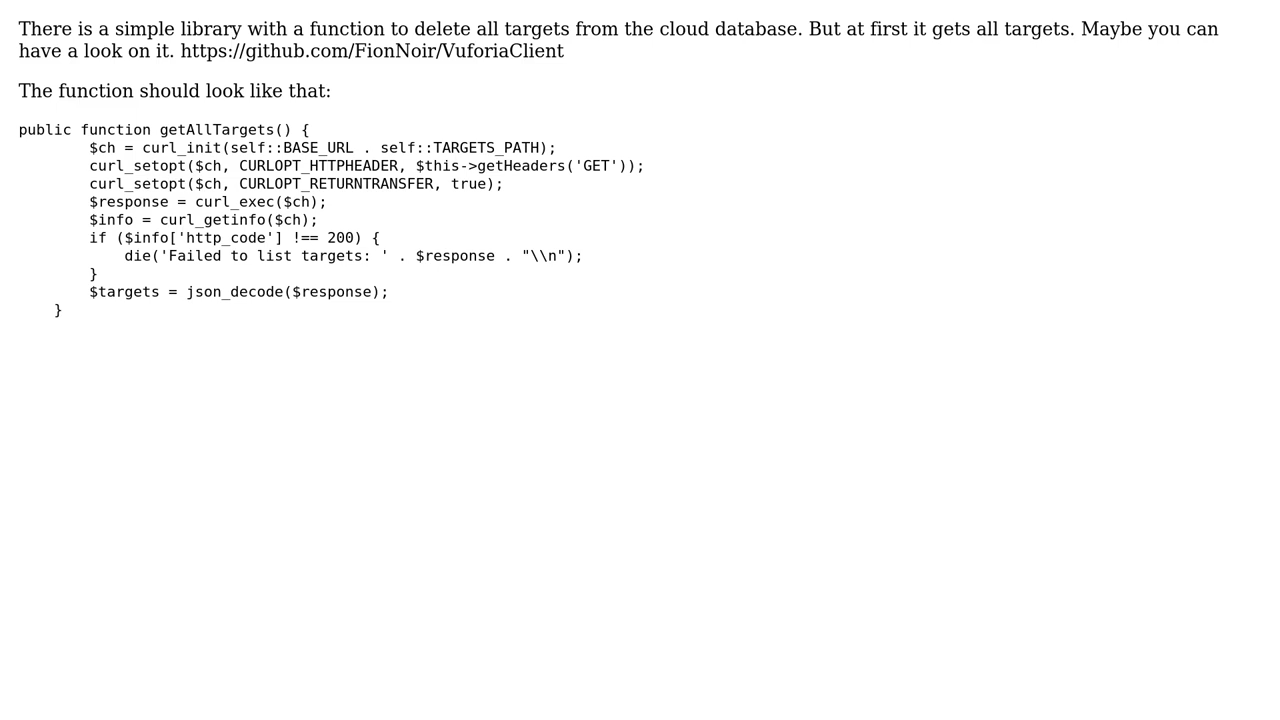 There is a simple library with a function to delete all targets from the cloud database. But at first it gets all targets. Maybe you can
have a look on it. https://github.com/FionNoir/VuforiaClient
The function should look like that:
public function getAllTargets() {
        $ch = curl_init(self::BASE_URL . self::TARGETS_PATH);
        curl_setopt($ch, CURLOPT_HTTPHEADER, $this->getHeaders('GET'));
        curl_setopt($ch, CURLOPT_RETURNTRANSFER, true);
        $response = curl_exec($ch);
        $info = curl_getinfo($ch);
        if ($info['http_code'] !== 200) {
            die('Failed to list targets: ' . $response . "\\n");
        }
        $targets = json_decode($response);
    }